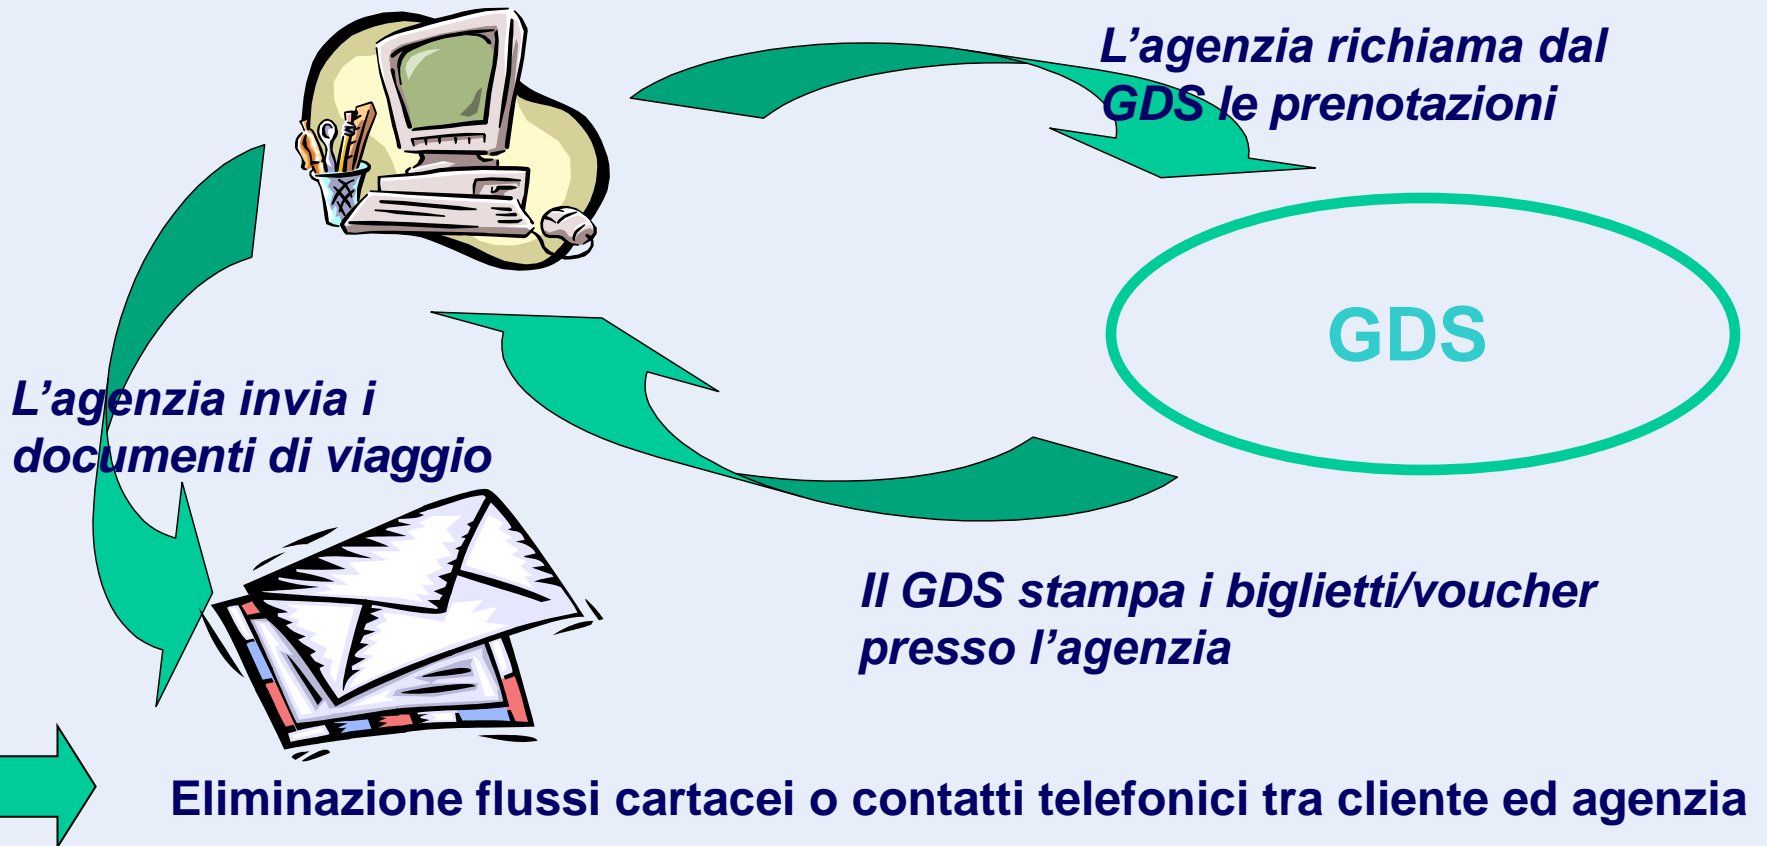 L’agenzia richiama dal
GDS le prenotazioni
GDS
L’agenzia invia i
documenti di viaggio
Il GDS stampa i biglietti/voucher
presso l’agenzia
Eliminazione flussi cartacei o contatti telefonici tra cliente ed agenzia